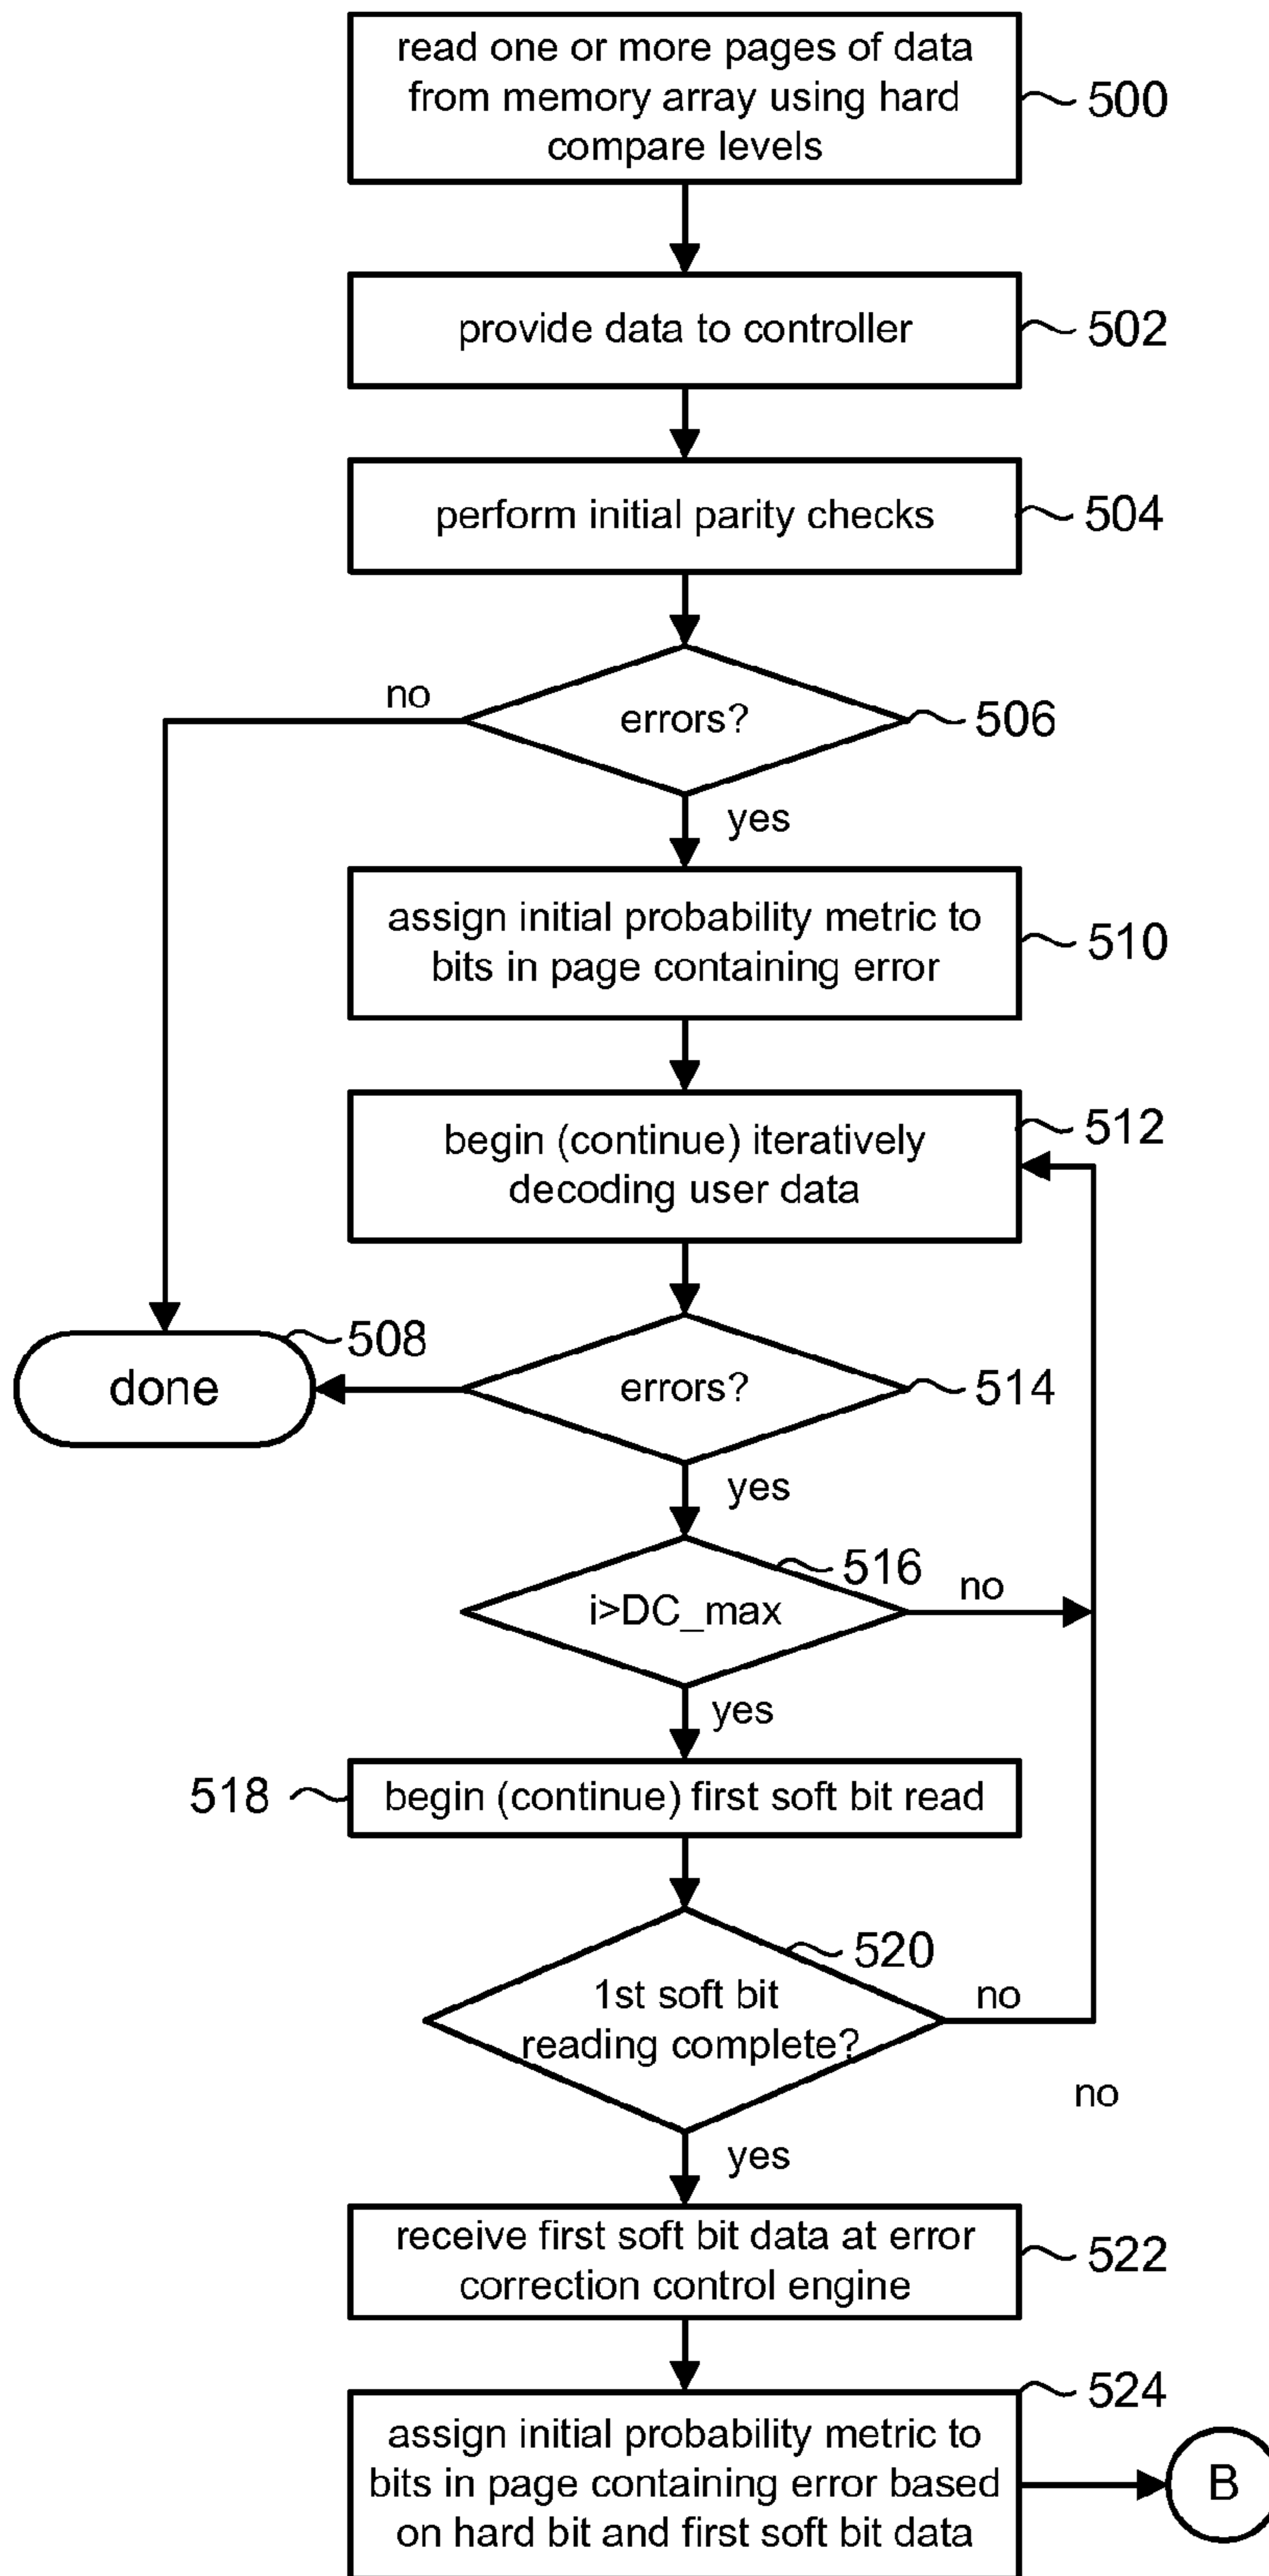 read one or more pages of data
from memory array using hard
compare levels
500
provide data to controller
502
perform initial parity checks
504
no
errors?
506
yes
assign initial probability metric to
bits in page containing error
510
begin (continue) iteratively
decoding user data
512
508
done
errors?
514
yes
516
i>DC_max
no
yes
518
begin (continue) first soft bit read
520
1st soft bit
reading complete?
no
no
yes
receive first soft bit data at error
correction control engine
522
524
assign initial probability metric to
bits in page containing error based
on hard bit and first soft bit data
B